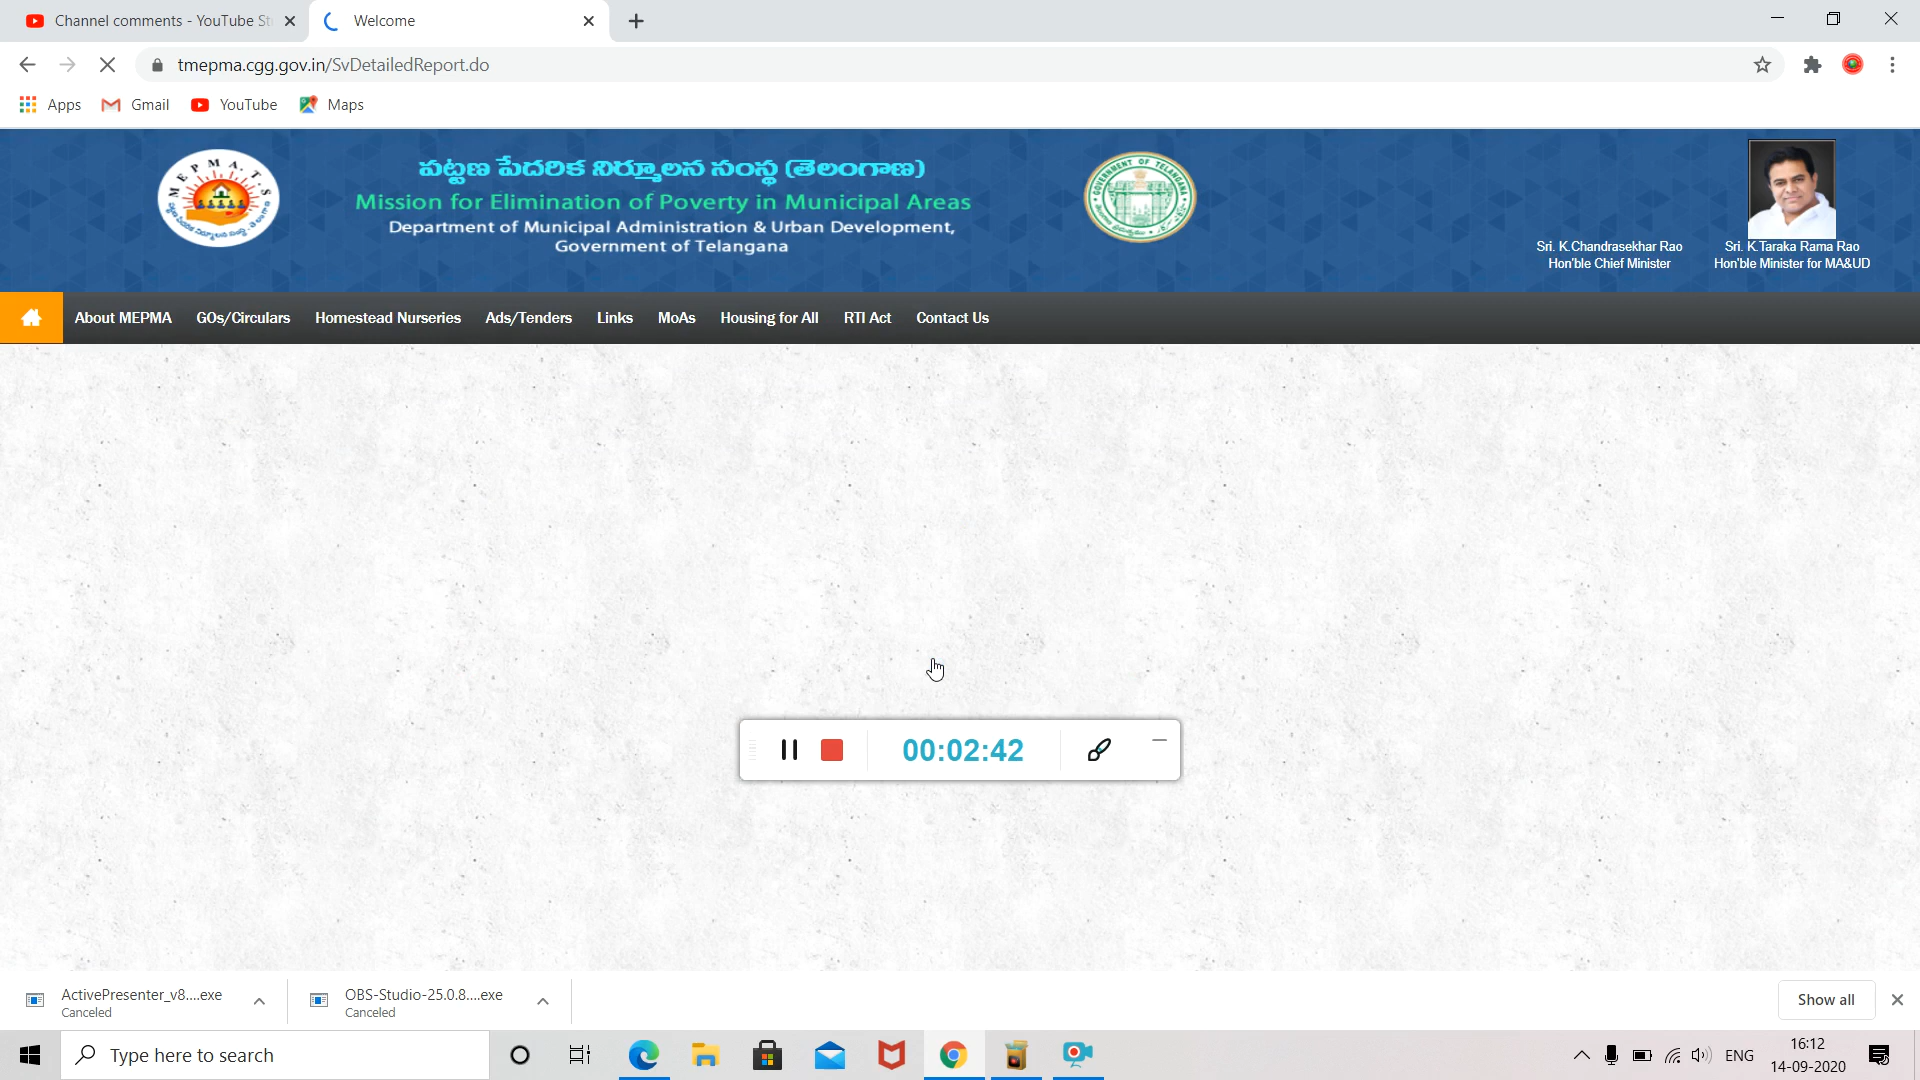 Channel comments - YouTube St
Welcome
tmepma.cgg.gov.in/SvDetailedReport.do
Apps
Gmail
YouTube
Maps
M E P M A . T . S
పట్టణ పేదరిక నిర్మూలన సంస్థ (తెలంగాణ)
Mission for Elimination of Poverty in Municipal Areas
Department of Municipal Administration & Urban Development,
Government of Telangana
GOVERNMENT OF TELANGANA
Sri. K.Chandrasekhar Rao
Hon'ble Chief Minister
Sri. K.Taraka Rama Rao
Hon'ble Minister for MA&UD
About MEPMA
GOs/Circulars
Homestead Nurseries
Ads/Tenders
Links
MoAs
Housing for All
RTI Act
Contact Us
00:02:42
ActivePresenter_v8....exe
Canceled
OBS-Studio-25.0.8....exe
Canceled
Show all
Type here to search
ENG
16:12
14-09-2020